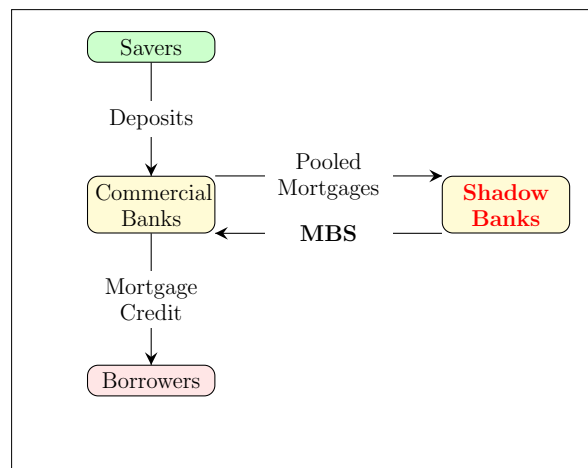 Savers
Deposits
Pooled
Mortgages
Commercial
Banks
Shadow
Banks
MBS
Mortgage
Credit
Borrowers